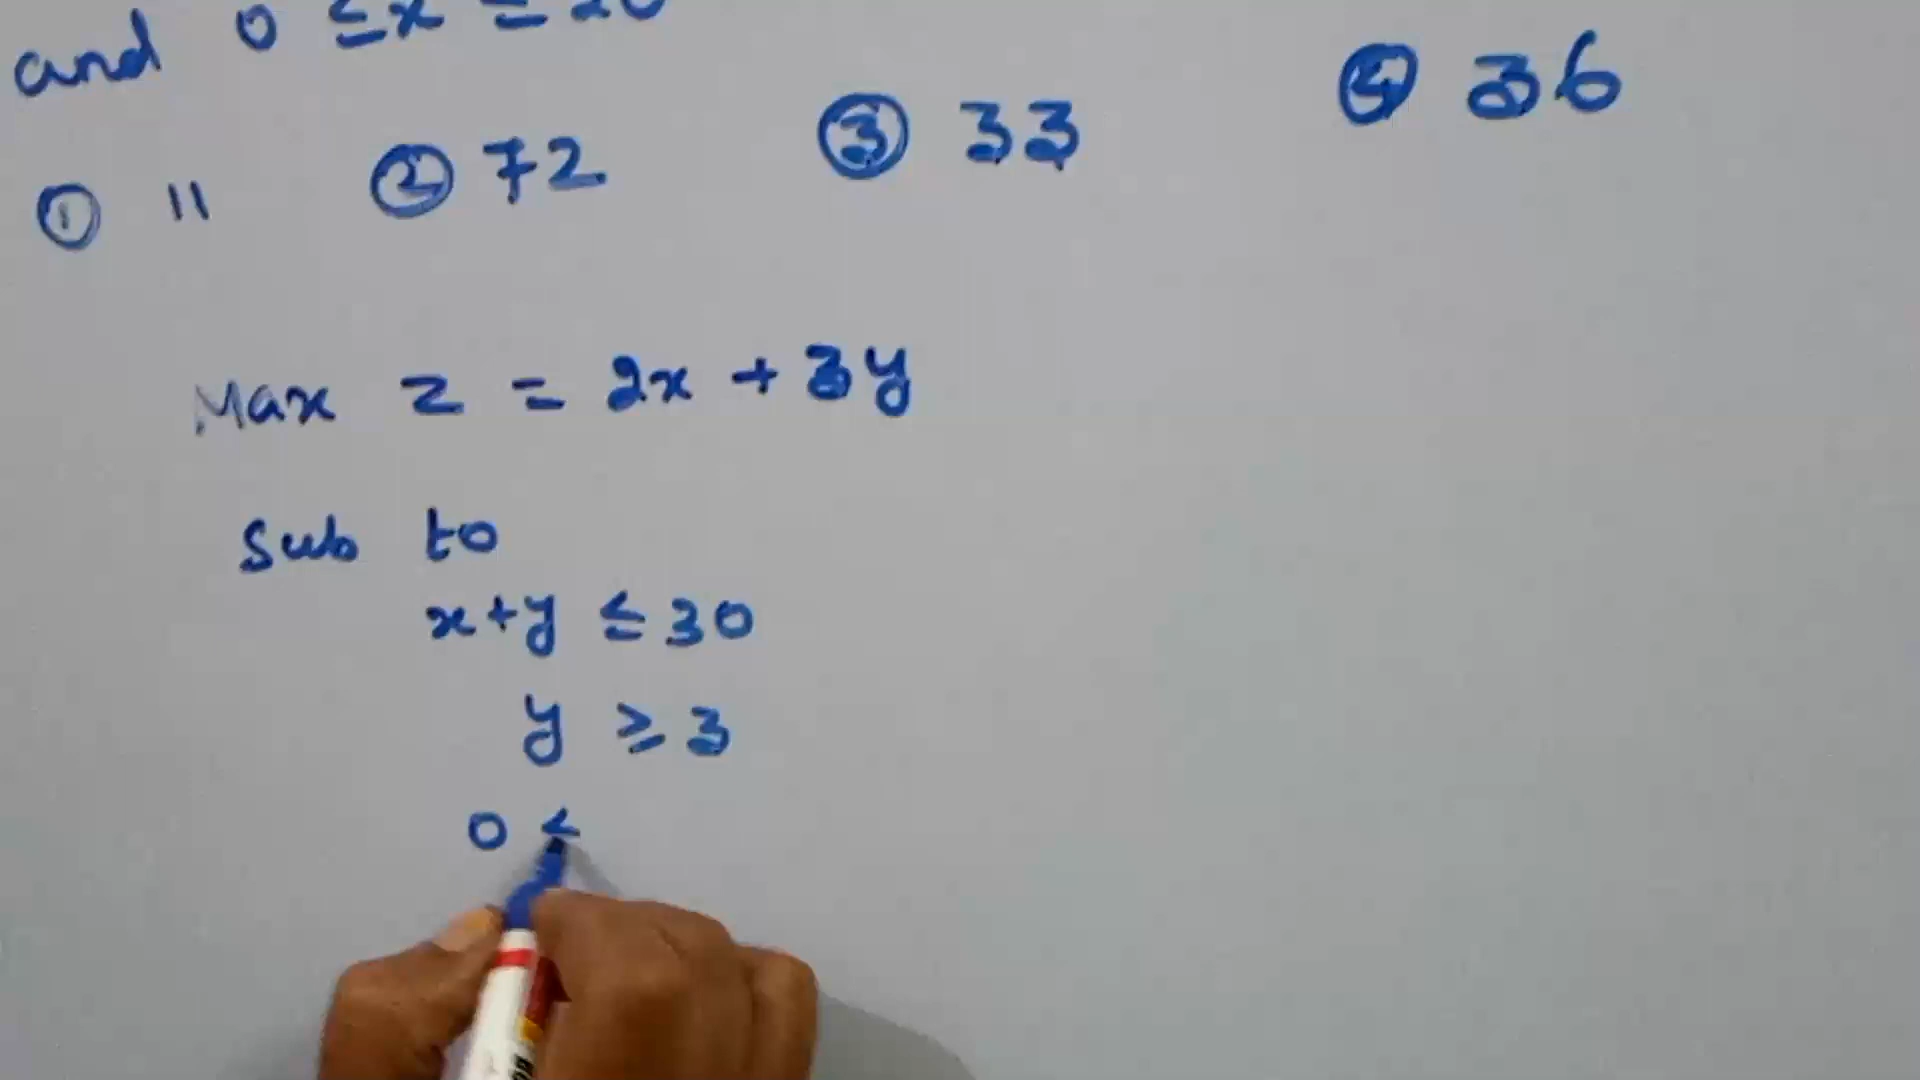 and 0 ≤ x ≤ 20
① 11 ② 72 ③ 33 ④ 36
Max z = 2x + 3y
Sub to
x+y ≤ 30
y ≥ 3
0 ≤